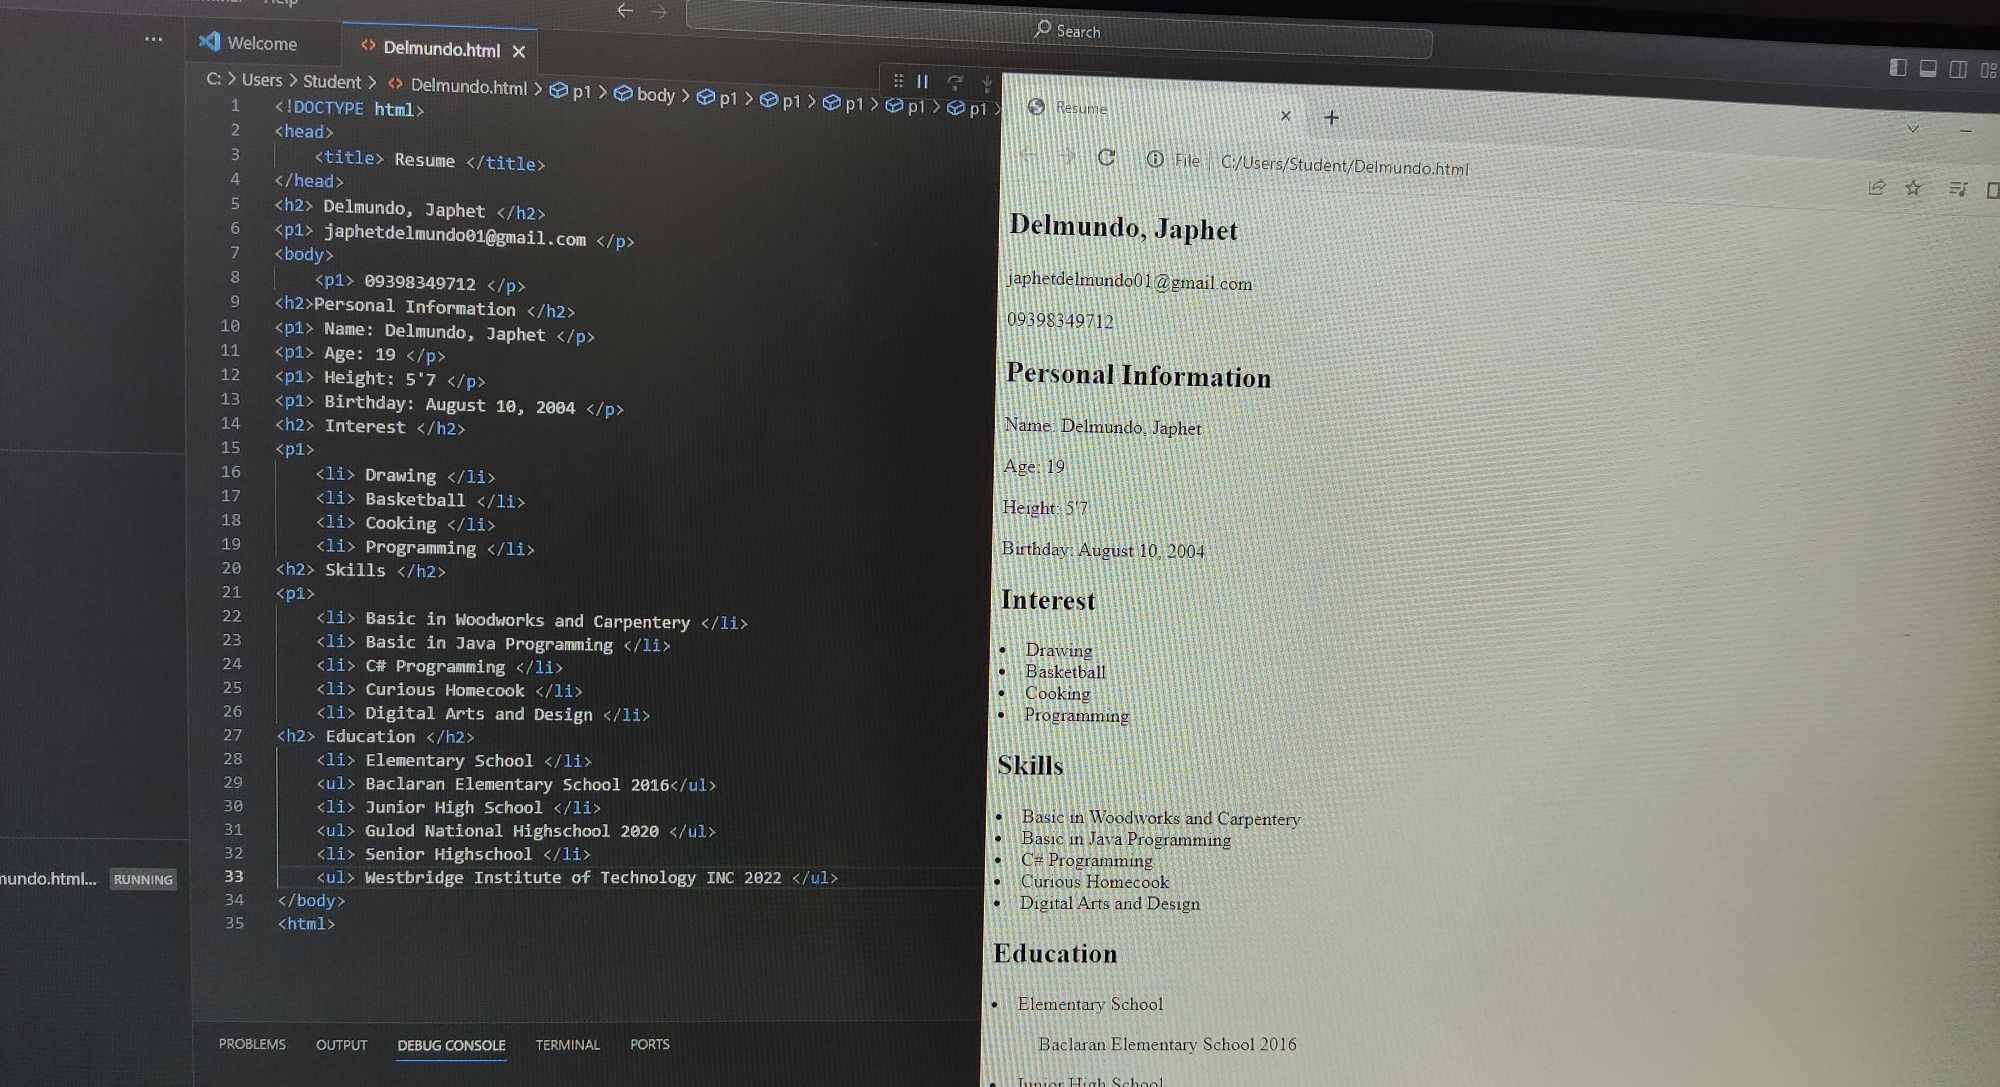 Help
Search
Welcome
Delmundo.html
C: > Users > Student > Delmundo.html > p1 > body > p1 > p1 > p1 > p1 > p1 >
1 <!DOCTYPE html>
2 <head>
3 <title> Resume </title>
4 </head>
5 <h2> Delmundo, Japhet </h2>
6 <p1> japhetdelmundo01@gmail.com </p>
7 <body>
8 <p1> 09398349712 </p>
9 <h2>Personal Information </h2>
10 <p1> Name: Delmundo, Japhet </p>
11 <p1> Age: 19 </p>
12 <p1> Height: 5'7 </p>
13 <p1> Birthday: August 10, 2004 </p>
14 <h2> Interest </h2>
15 <p1>
16 <li> Drawing </li>
17 <li> Basketball </li>
18 <li> Cooking </li>
19 <li> Programming </li>
20 <h2> Skills </h2>
21 <p1>
22 <li> Basic in Woodworks and Carpentery </li>
23 <li> Basic in Java Programming </li>
24 <li> C# Programming </li>
25 <li> Curious Homecook </li>
26 <li> Digital Arts and Design </li>
27 <h2> Education </h2>
28 <li> Elementary School </li>
29 <ul> Baclaran Elementary School 2016</ul>
30 <li> Junior High School </li>
31 <ul> Gulod National Highschool 2020 </ul>
32 <li> Senior Highschool </li>
33 <ul> Westbridge Institute of Technology INC 2022 </ul>
34 </body>
35 <html>
mundo.html... RUNNING
PROBLEMS OUTPUT DEBUG CONSOLE TERMINAL PORTS
Resume
File C:/Users/Student/Delmundo.html
Delmundo, Japhet
japhetdelmundo01@gmail.com
09398349712
Personal Information
Name: Delmundo, Japhet
Age: 19
Height: 5'7
Birthday: August 10, 2004
Interest
• Drawing
• Basketball
• Cooking
• Programming
Skills
• Basic in Woodworks and Carpentery
• Basic in Java Programming
• C# Programming
• Curious Homecook
• Digital Arts and Design
Education
• Elementary School
Baclaran Elementary School 2016
• Junior High School